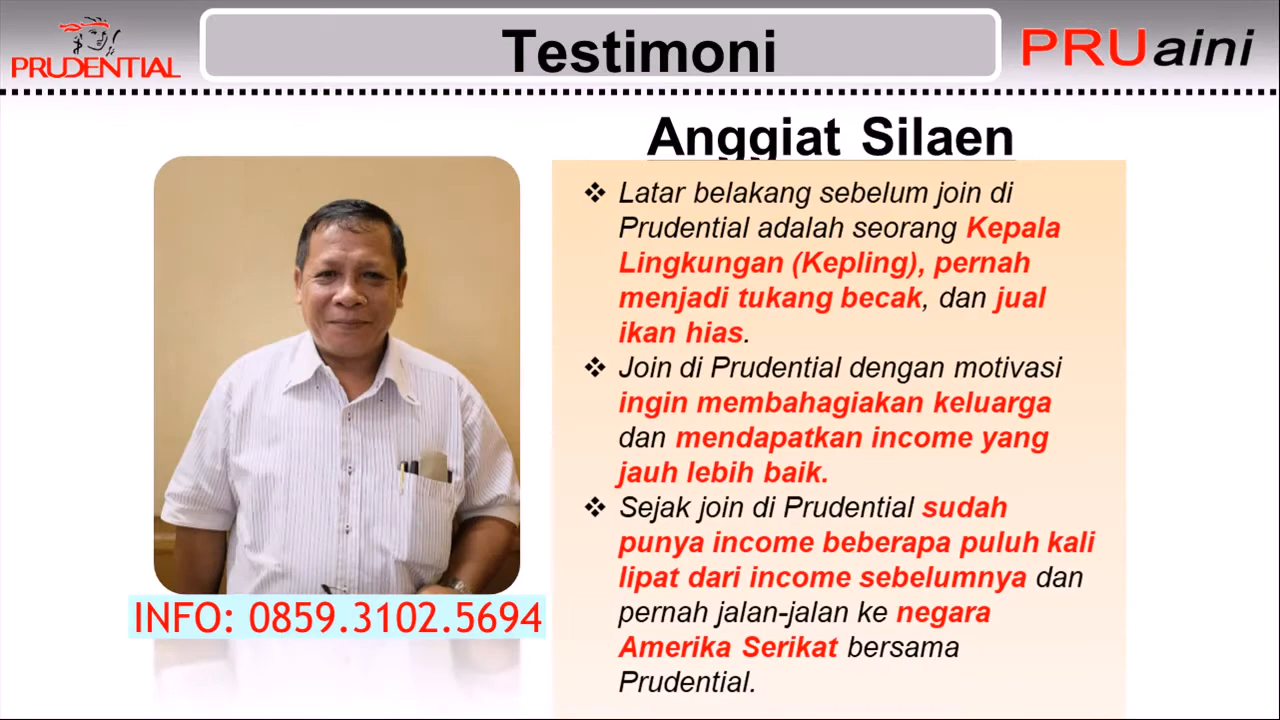 PRUDENTIAL
Testimoni
PRUaini
Anggiat Silaen
❖ Latar belakang sebelum join di
Prudential adalah seorang Kepala
Lingkungan (Kepling), pernah
menjadi tukang becak, dan jual
ikan hias.
❖ Join di Prudential dengan motivasi
ingin membahagiakan keluarga
dan mendapatkan income yang
jauh lebih baik.
❖ Sejak join di Prudential sudah
punya income beberapa puluh kali
lipat dari income sebelumnya dan
pernah jalan-jalan ke negara
Amerika Serikat bersama
Prudential.
INFO: 0859.3102.5694